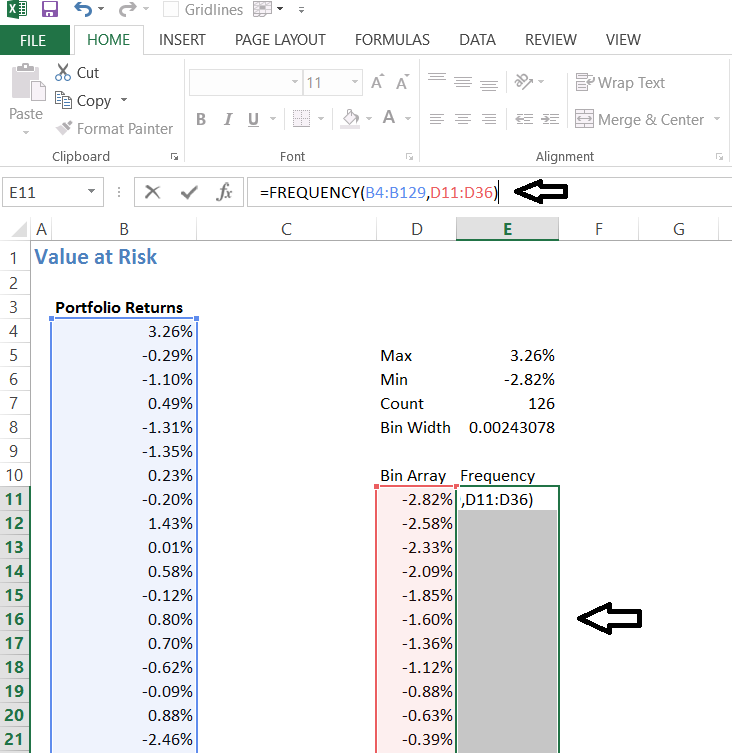 Gridlines
FILE HOME INSERT PAGE LAYOUT FORMULAS DATA REVIEW VIEW
Cut
Copy
Format Painter
Paste
11 A A
Wrap Text
B I U A
Merge & Center
Clipboard Font Alignment
E11 fx =FREQUENCY(B4:B129,D11:D36)
A B C D E F G
1 Value at Risk
2
3 Portfolio Returns
4 3.26%
5 -0.29% Max 3.26%
6 -1.10% Min -2.82%
7 0.49% Count 126
8 -1.31% Bin Width 0.00243078
9 -1.35%
10 0.23% Bin Array Frequency
11 -0.20% -2.82% ,D11:D36)
12 1.43% -2.58%
13 0.01% -2.33%
14 0.58% -2.09%
15 -0.12% -1.85%
16 0.80% -1.60%
17 0.70% -1.36%
18 -0.62% -1.12%
19 -0.09% -0.88%
20 0.88% -0.63%
21 -2.46% -0.39%